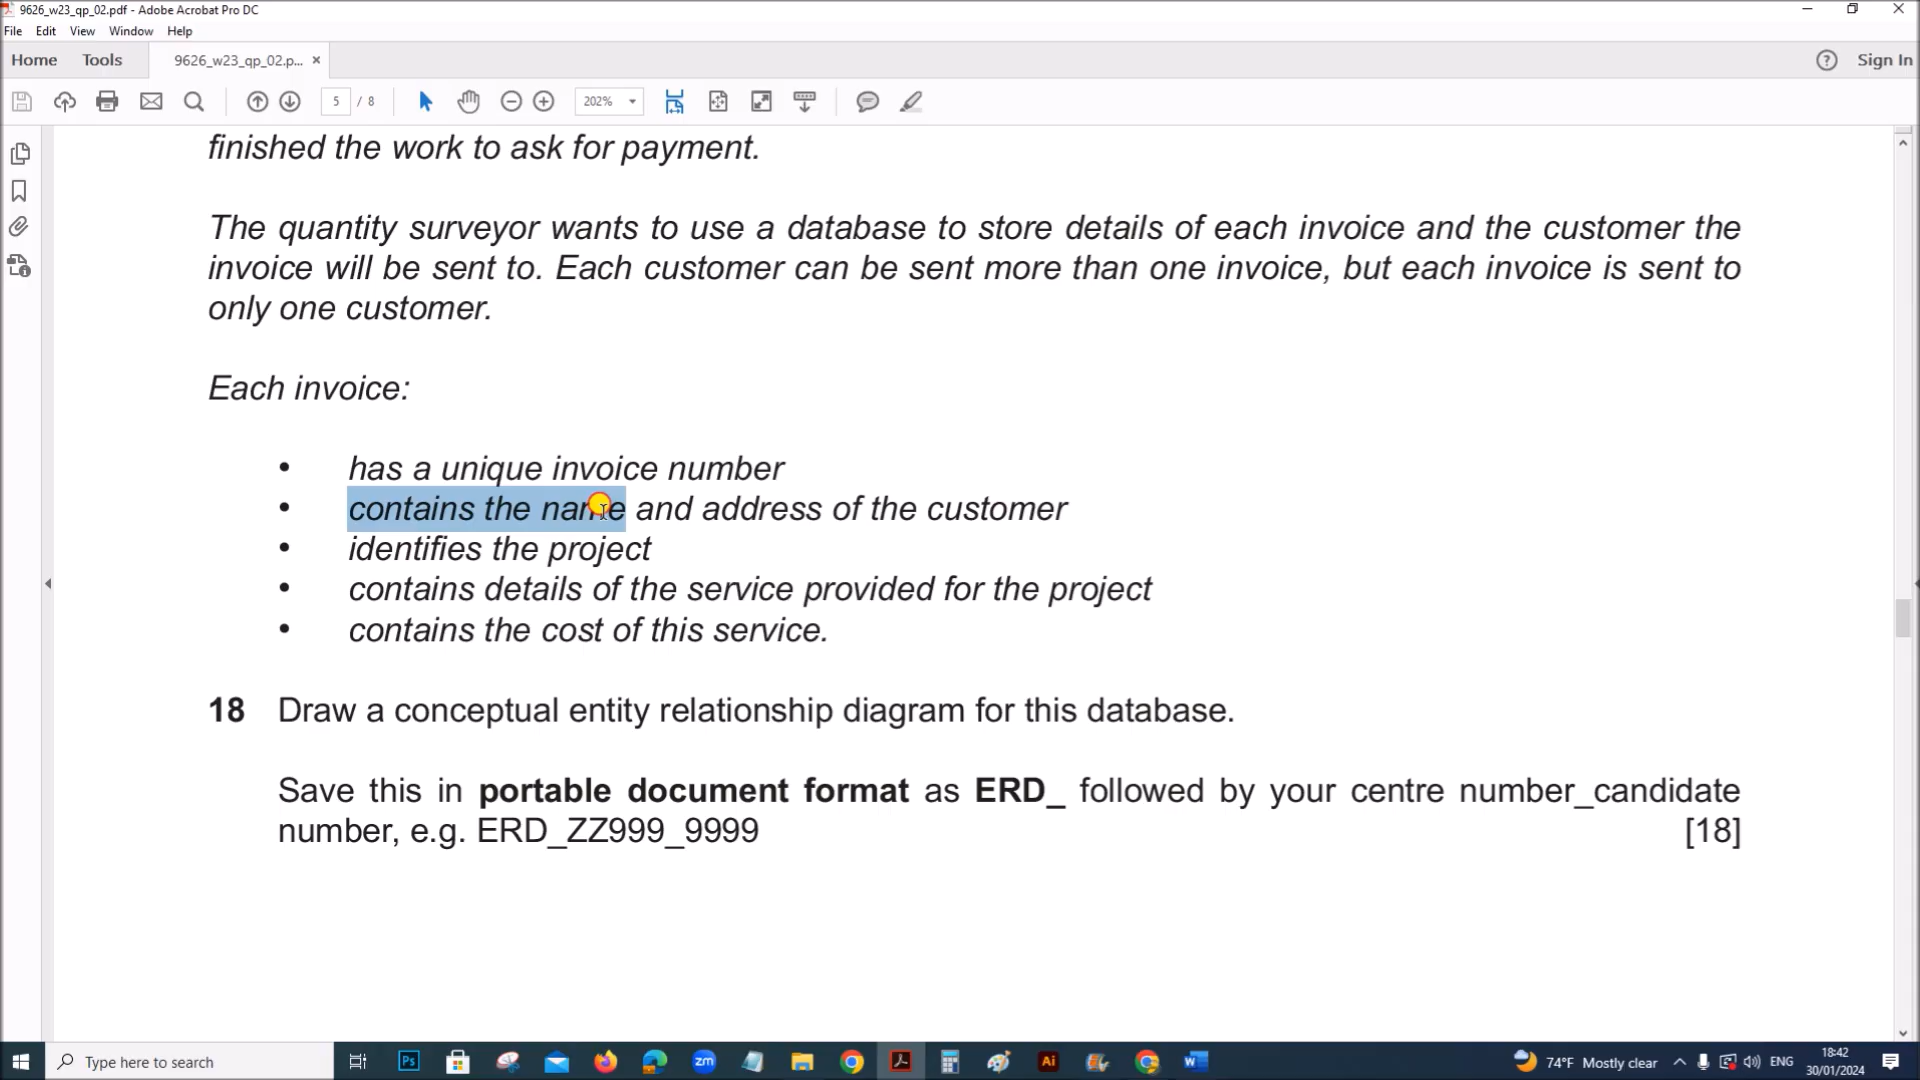 9626_w23_qp_02.pdf - Adobe Acrobat Pro DC
File Edit View Window Help
Home Tools 9626_w23_qp_02.p... × Sign In
5 / 8 202%
finished the work to ask for payment.
The quantity surveyor wants to use a database to store details of each invoice and the customer the
invoice will be sent to. Each customer can be sent more than one invoice, but each invoice is sent to
only one customer.
Each invoice:
• has a unique invoice number
• contains the name and address of the customer
• identifies the project
• contains details of the service provided for the project
• contains the cost of this service.
18 Draw a conceptual entity relationship diagram for this database.
Save this in portable document format as ERD_ followed by your centre number_candidate
number, e.g. ERD_ZZ999_9999 [18]
Type here to search Ps zm Ai 74°F Mostly clear ENG 18:42
30/01/2024